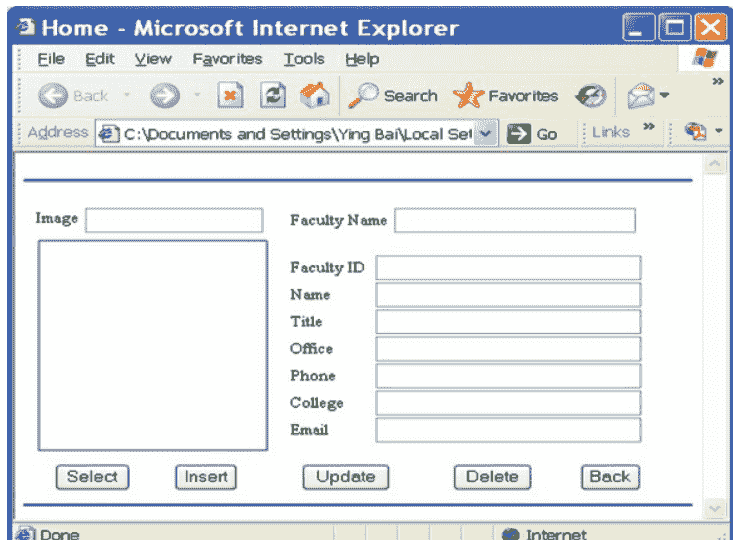 Home - Microsoft Internet Explorer
File Edit View Favorites Tools Help
Back Search Favorites »
Address C:\Documents and Settings\Ying Bai\Local Set Go Links »
Image Faculty Name
Faculty ID
Name
Title
Office
Phone
College
Email
Select Insert Update Delete Back
Done Internet